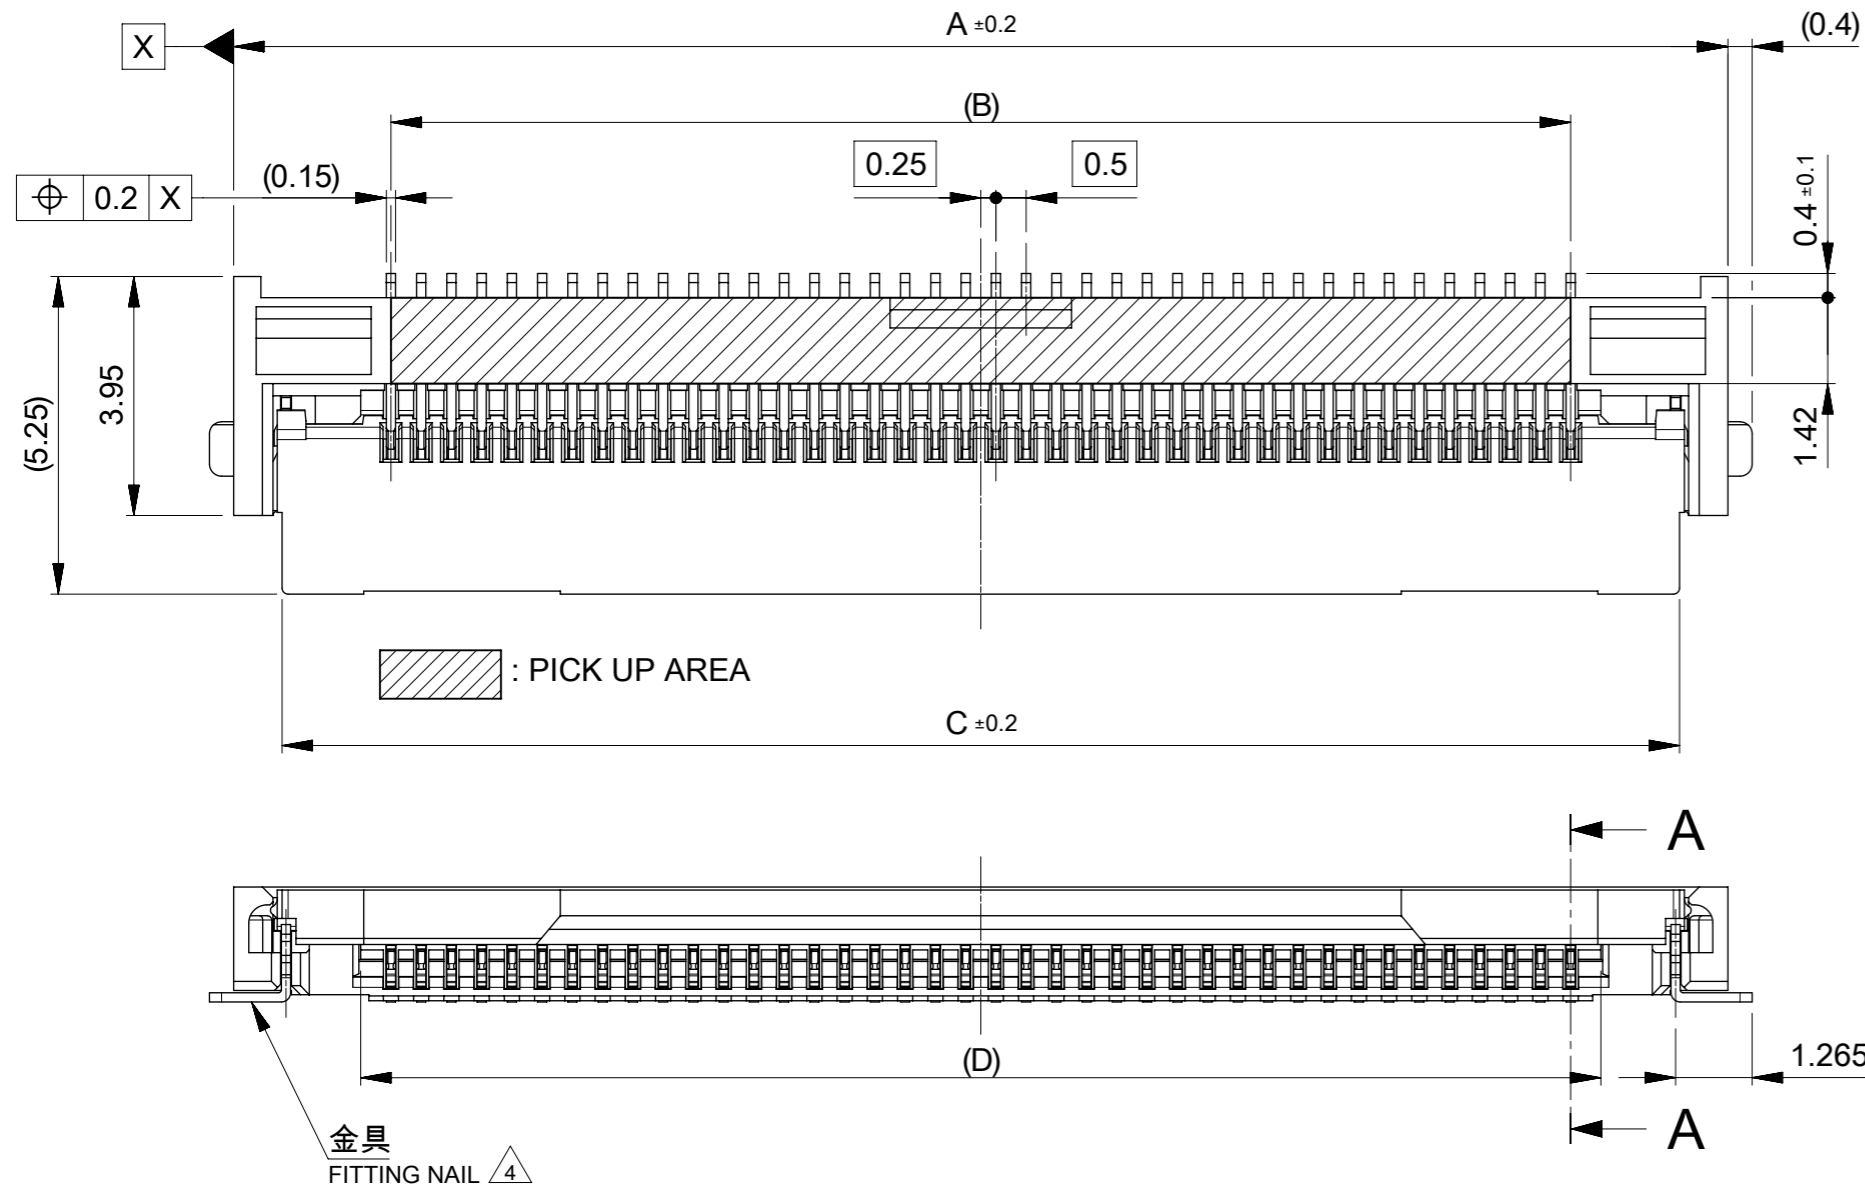 X
A ±0.2
(0.4)
(B)
(0.15)
0.25
0.5
⌖ 0.2 X
0.4 ±0.1
(5.25)
3.95
1.42
: PICK UP AREA
C ±0.2
A
(D)
1.265
A
金具
FITTING NAIL 4